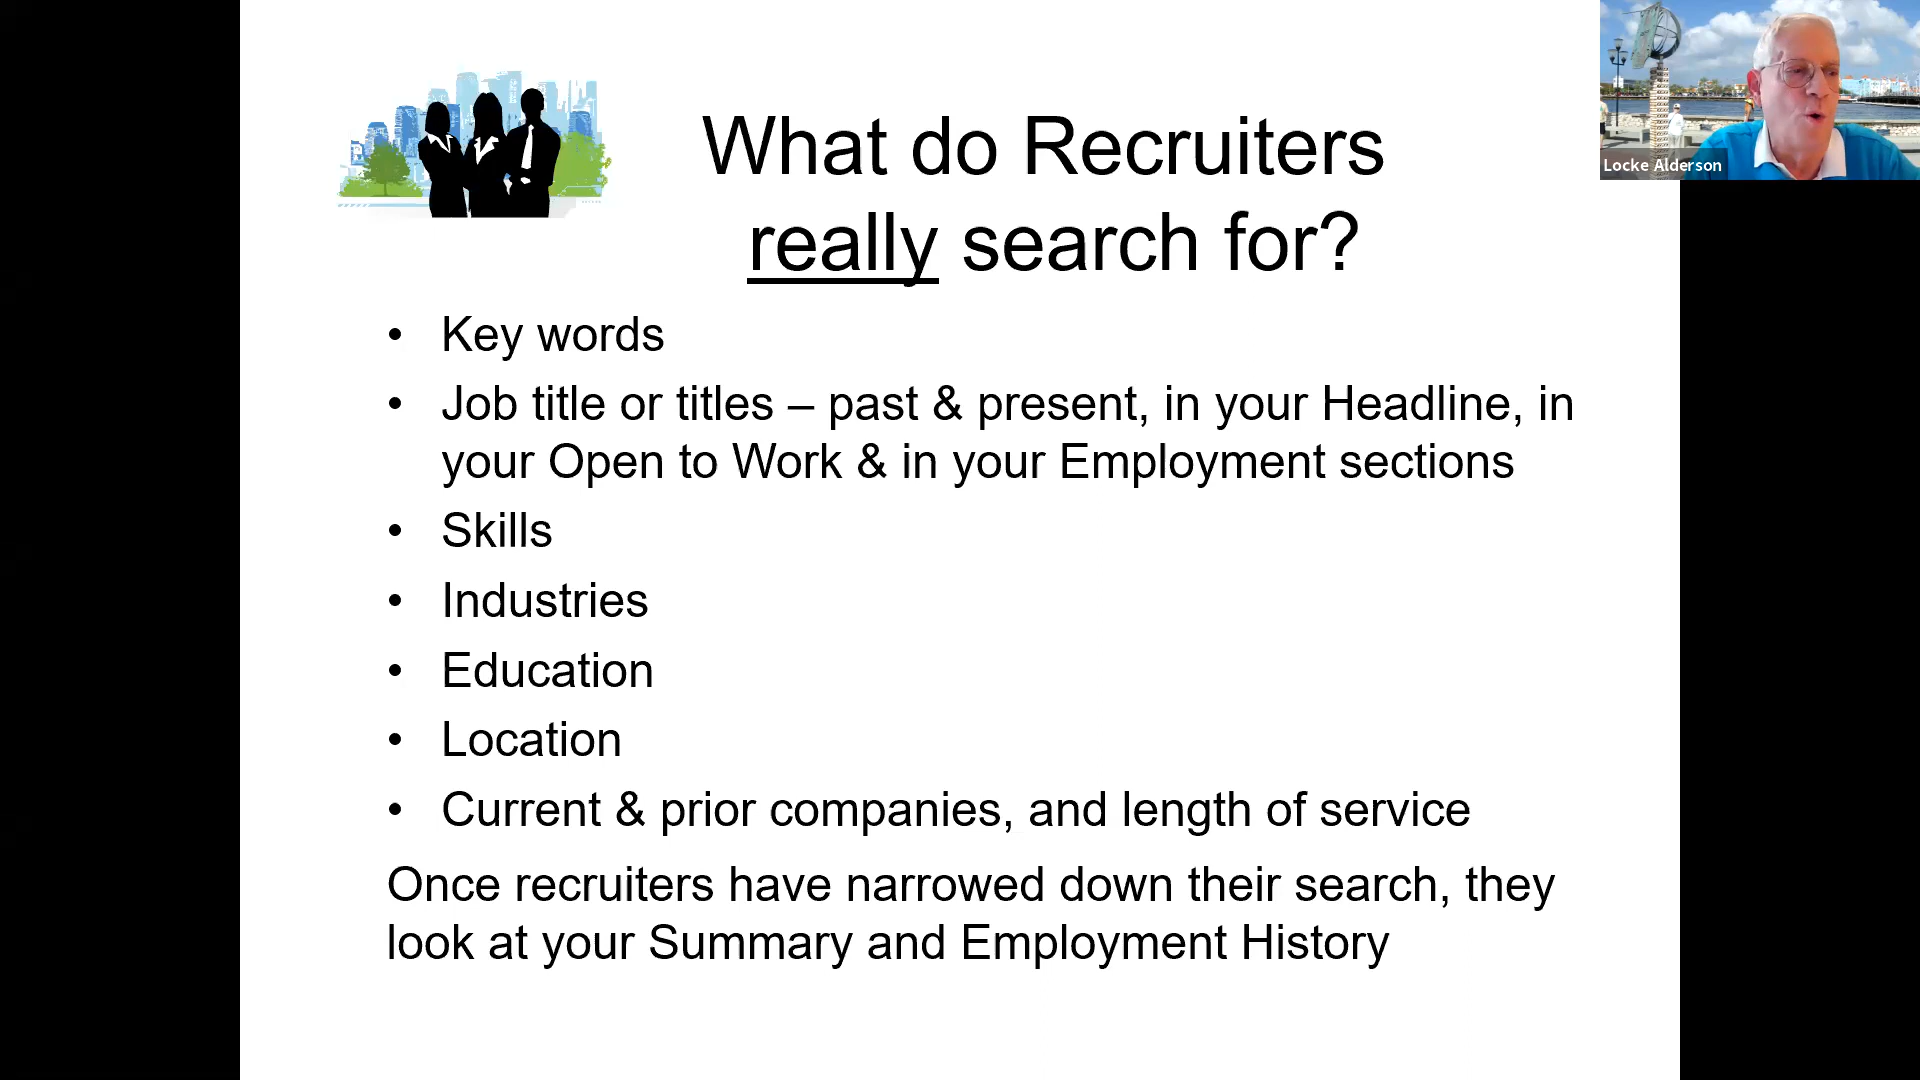 What do Recruiters
really search for?
Locke Alderson
• Key words
• Job title or titles – past & present, in your Headline, in
your Open to Work & in your Employment sections
• Skills
• Industries
• Education
• Location
• Current & prior companies, and length of service
Once recruiters have narrowed down their search, they
look at your Summary and Employment History